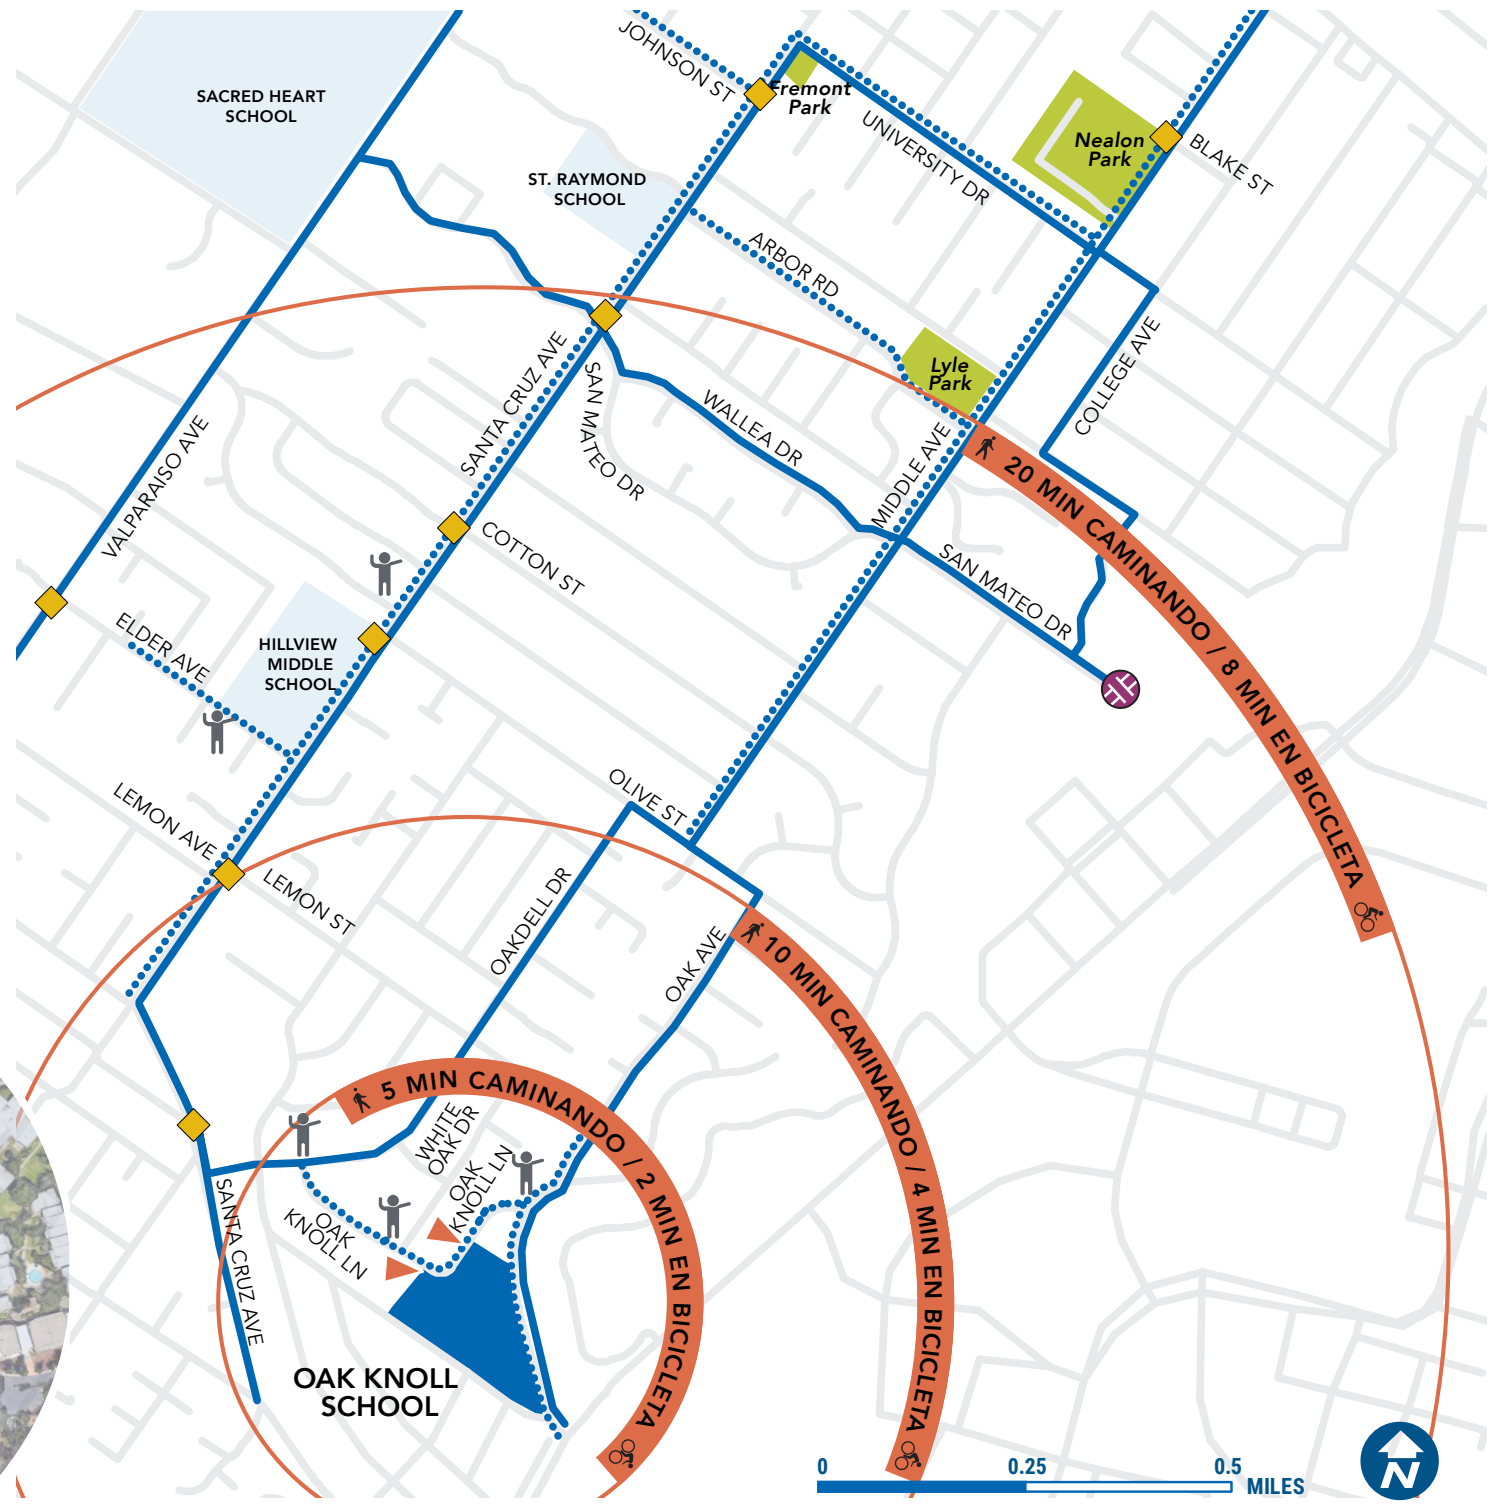 JOHNSON ST
Fremont
Park
SACRED HEART
SCHOOL
UNIVERSITY DR
Nealon
Park
BLAKE ST
ST. RAYMOND
SCHOOL
ARBOR RD
SANTA CRUZ AVE
SAN MATEO DR
WALLEA DR
Lyle
Park
COLLEGE AVE
VALPARAISO AVE
MIDDLE AVE
20 MIN CAMINANDO / 8 MIN EN BICICLETA
COTTON ST
SAN MATEO DR
ELDER AVE
HILLVIEW
MIDDLE
SCHOOL
OLIVE ST
LEMON AVE
LEMON ST
OAKDELL DR
OAK AVE
10 MIN CAMINANDO / 4 MIN EN BICICLETA
5 MIN CAMINANDO / 2 MIN EN BICICLETA
WHITE
OAK DR
OAK
KNOLL LN
OAK
KNOLL LN
SANTA CRUZ AVE
OAK KNOLL
SCHOOL
0 0.25 0.5
MILES
N